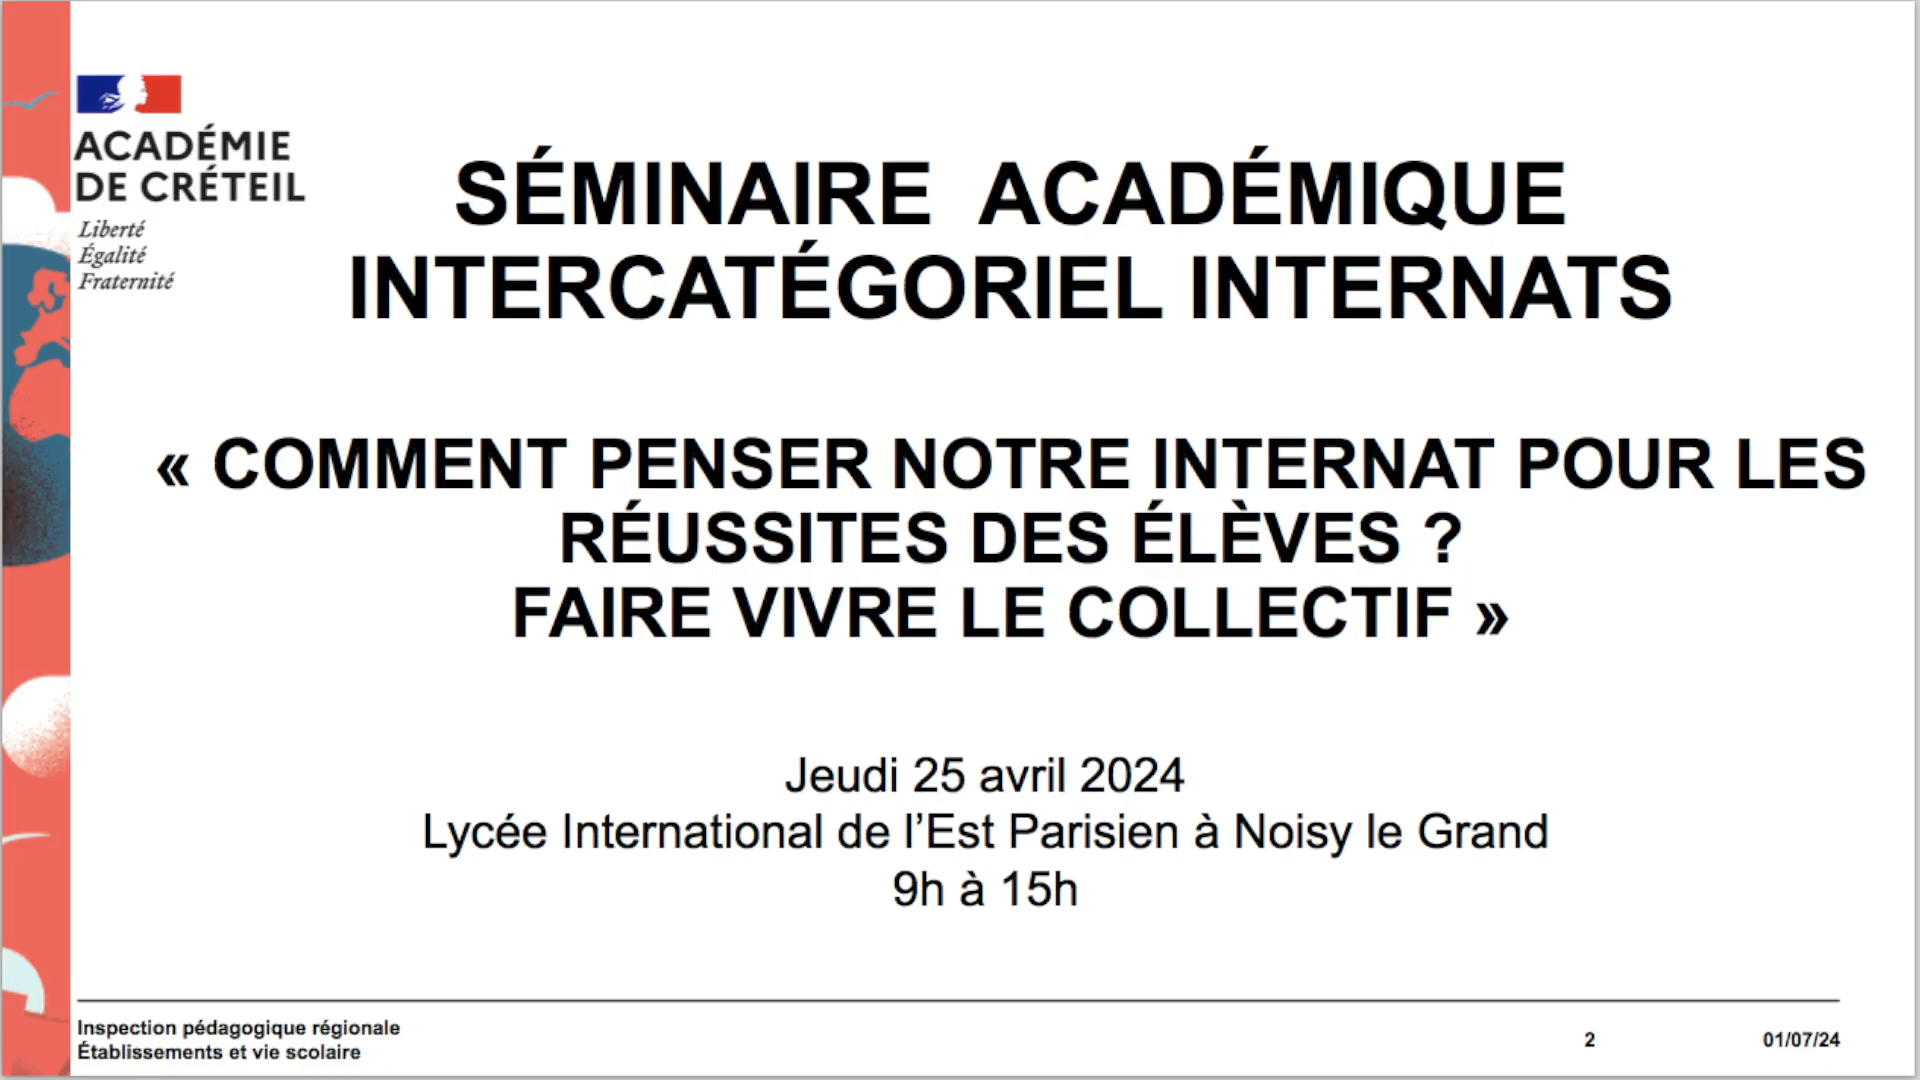 ACADÉMIE
DE CRÉTEIL
Liberté
Égalité
Fraternité
SÉMINAIRE  ACADÉMIQUE
INTERCATÉGORIEL INTERNATS
« COMMENT PENSER NOTRE INTERNAT POUR LES
RÉUSSITES DES ÉLÈVES ?
FAIRE VIVRE LE COLLECTIF »
Jeudi 25 avril 2024
Lycée International de l’Est Parisien à Noisy le Grand
9h à 15h
Inspection pédagogique régionale
Établissements et vie scolaire
2
01/07/24